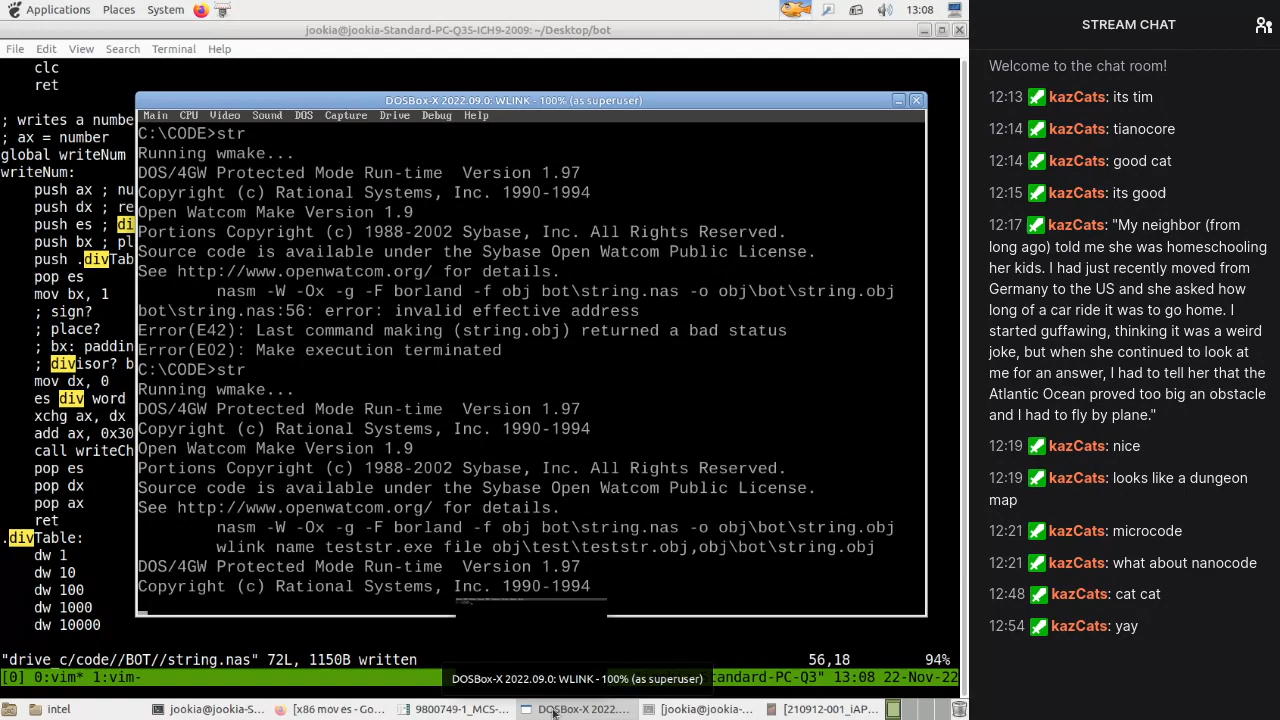 Applications Places System 13:08
jookia@jookia-Standard-PC-Q35-ICH9-2009: ~/Desktop/bot
File Edit View Search Terminal Help
clc
ret
; writes a numbe
; ax = number
global writeNum
writeNum:
push ax ; nu
push dx ; re
push es ; di
push bx ; pl
push .divTab
pop es
mov bx, 1
; sign?
; place?
; bx: paddin
; divisor? b
mov dx, 0
es div word
xchg ax, dx
add ax, 0x30
call writeCh
pop es
pop dx
pop ax
ret
.divTable:
dw 1
dw 10
dw 100
dw 1000
dw 10000
"drive_c/code//BOT//string.nas" 72L, 1150B written 56,18 94%
[0] 0:vim* 1:vim- tandard-PC-Q3" 13:08 22-Nov-22
DOSBox-X 2022.09.0: WLINK - 100% (as superuser)
Main CPU Video Sound DOS Capture Drive Debug Help
C:\CODE>str
Running wmake...
DOS/4GW Protected Mode Run-time Version 1.97
Copyright (c) Rational Systems, Inc. 1990-1994
Open Watcom Make Version 1.9
Portions Copyright (c) 1988-2002 Sybase, Inc. All Rights Reserved.
Source code is available under the Sybase Open Watcom Public License.
See http://www.openwatcom.org/ for details.
nasm -W -Ox -g -F borland -f obj bot\string.nas -o obj\bot\string.obj
bot\string.nas:56: error: invalid effective address
Error(E42): Last command making (string.obj) returned a bad status
Error(E02): Make execution terminated
C:\CODE>str
Running wmake...
DOS/4GW Protected Mode Run-time Version 1.97
Copyright (c) Rational Systems, Inc. 1990-1994
Open Watcom Make Version 1.9
Portions Copyright (c) 1988-2002 Sybase, Inc. All Rights Reserved.
Source code is available under the Sybase Open Watcom Public License.
See http://www.openwatcom.org/ for details.
nasm -W -Ox -g -F borland -f obj bot\string.nas -o obj\bot\string.obj
wlink name teststr.exe file obj\test\teststr.obj,obj\bot\string.obj
DOS/4GW Protected Mode Run-time Version 1.97
Copyright (c) Rational Systems, Inc. 1990-1994
DOSBox-X 2022.09.0: WLINK - 100% (as superuser)
intel jookia@jookia-S... [x86 moves - Go... 9800749-1_MCS-... DOSBox-X 2022.... [jookia@jookia-... [210912-001_iAP...
STREAM CHAT
Welcome to the chat room!
12:13 kazCats: its tim
12:14 kazCats: tianocore
12:14 kazCats: good cat
12:15 kazCats: its good
12:17 kazCats: "My neighbor (from
long ago) told me she was homeschooling
her kids. I had just recently moved from
Germany to the US and she asked how
long of a car ride it was to go home. I
started guffawing, thinking it was a weird
joke, but when she continued to look at
me for an answer, I had to tell her that the
Atlantic Ocean proved too big an obstacle
and I had to fly by plane."
12:19 kazCats: nice
12:19 kazCats: looks like a dungeon
map
12:21 kazCats: microcode
12:21 kazCats: what about nanocode
12:48 kazCats: cat cat
12:54 kazCats: yay